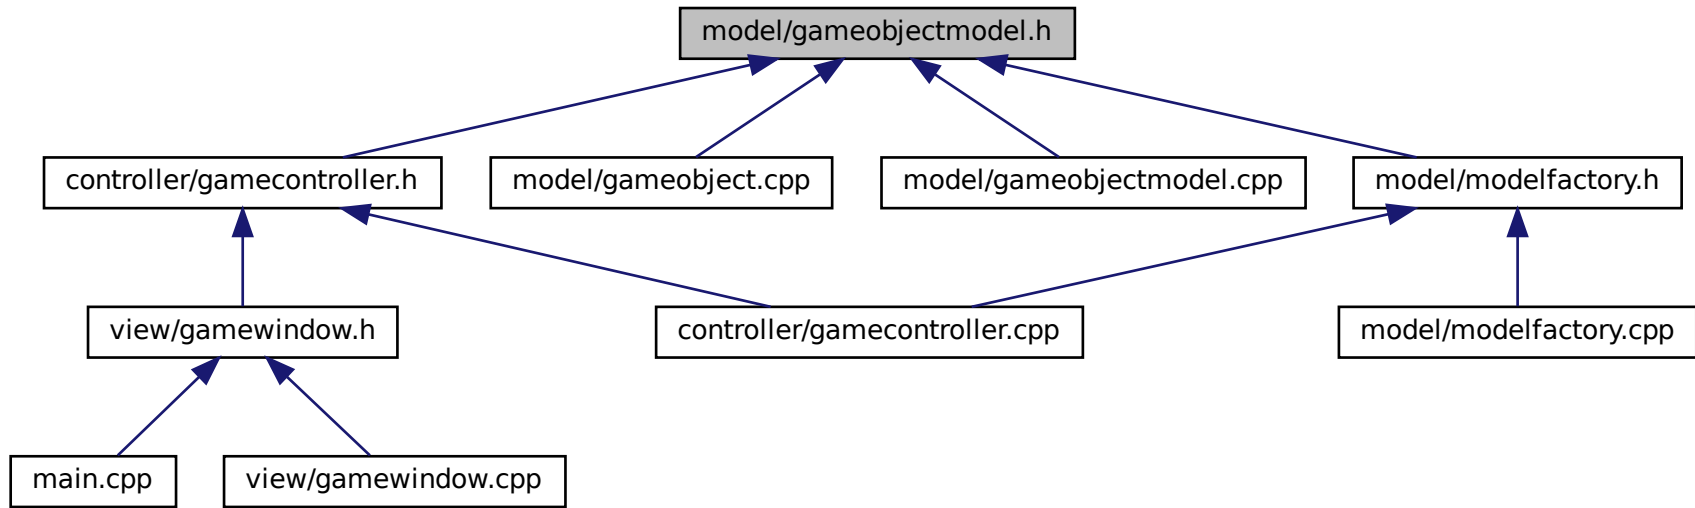 model/gameobjectmodel.h
controller/gamecontroller.h
model/gameobject.cpp
model/gameobjectmodel.cpp
model/modelfactory.h
view/gamewindow.h
controller/gamecontroller.cpp
model/modelfactory.cpp
main.cpp
view/gamewindow.cpp